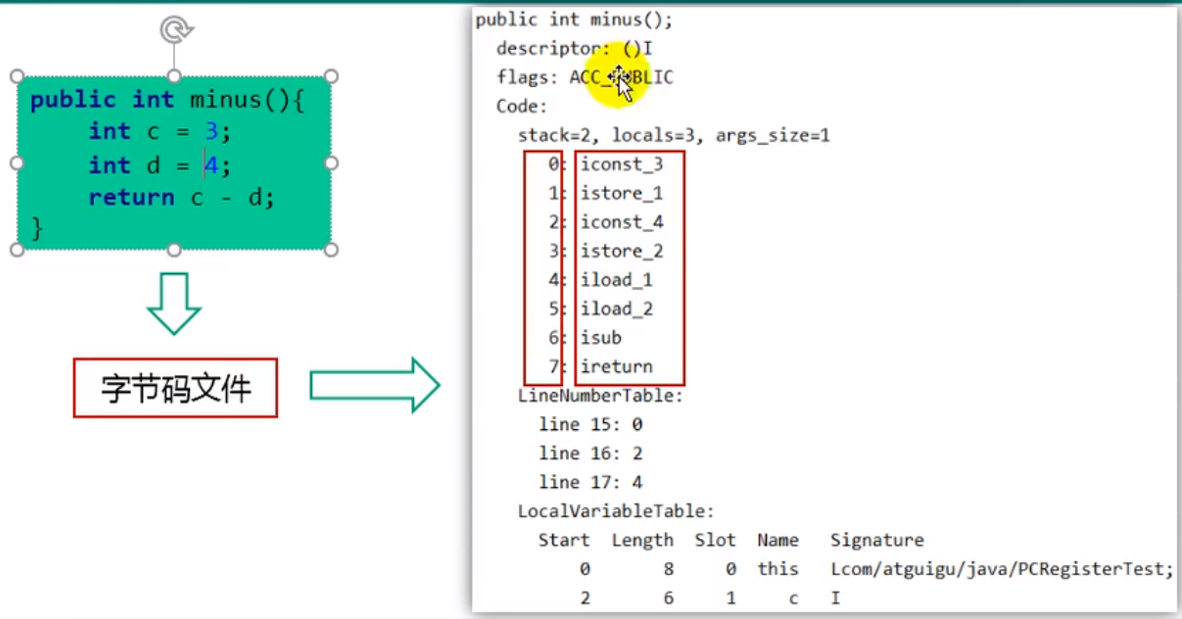 public int minus(){
int c = 3;
int d = 4;
return c - d;
}
字节码文件
public int minus();
descriptor: ()I
flags: ACC_PUBLIC
Code:
stack=2, locals=3, args_size=1
0: iconst_3
1: istore_1
2: iconst_4
3: istore_2
4: iload_1
5: iload_2
6: isub
7: ireturn
LineNumberTable:
line 15: 0
line 16: 2
line 17: 4
LocalVariableTable:
Start Length Slot Name Signature
0 8 0 this Lcom/atguigu/java/PCRegisterTest;
2 6 1 c I